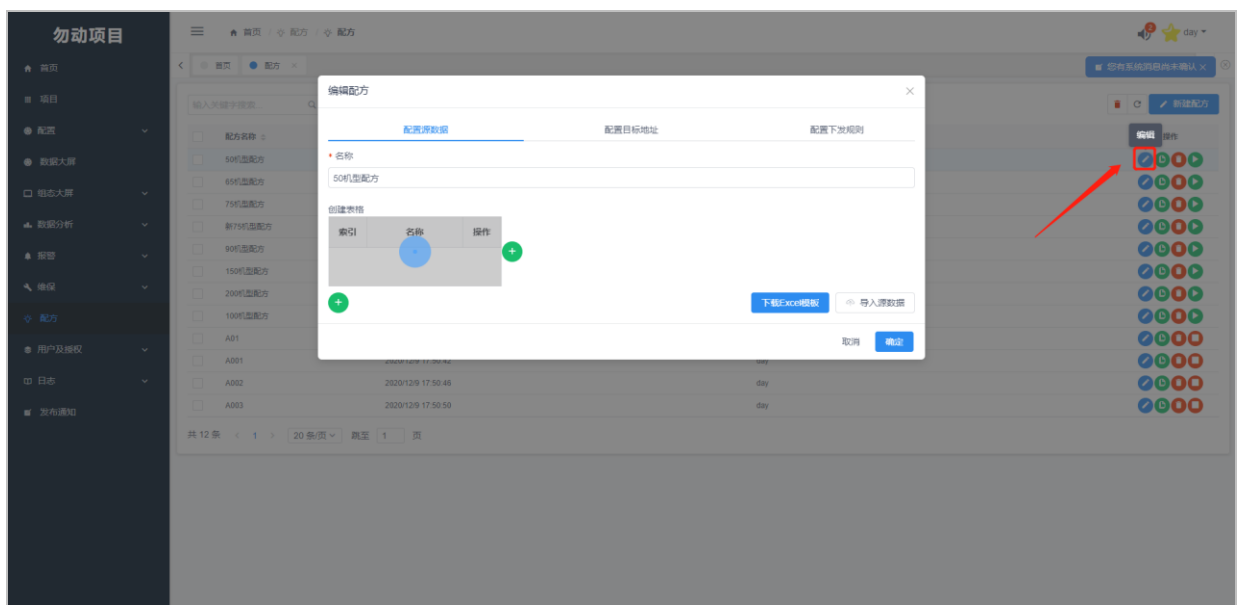 勿动项目
首页 / 配方 / 配方
2
day
首页
首页
配方 ×
您有系统消息尚未确认 ×
项目
输入关键字搜索...
编辑配方
新建配方
配置
配方名称
配置源数据
配置目标地址
配置下发规则
编辑
操作
数据大屏
50机型配方
* 名称
50机型配方
组态大屏
65机型配方
75机型配方
创建表格
数据分析
新75机型配方
索引
名称
操作
报警
90机型配方
150机型配方
维保
200机型配方
下载Excel模板
导入源数据
配方
100机型配方
A01
取消
确定
用户及授权
A001
2020/12/9 17:50:42
day
日志
A002
2020/12/9 17:50:46
day
A003
2020/12/9 17:50:50
day
发布通知
共 12 条
1
20 条/页
跳至
1
页